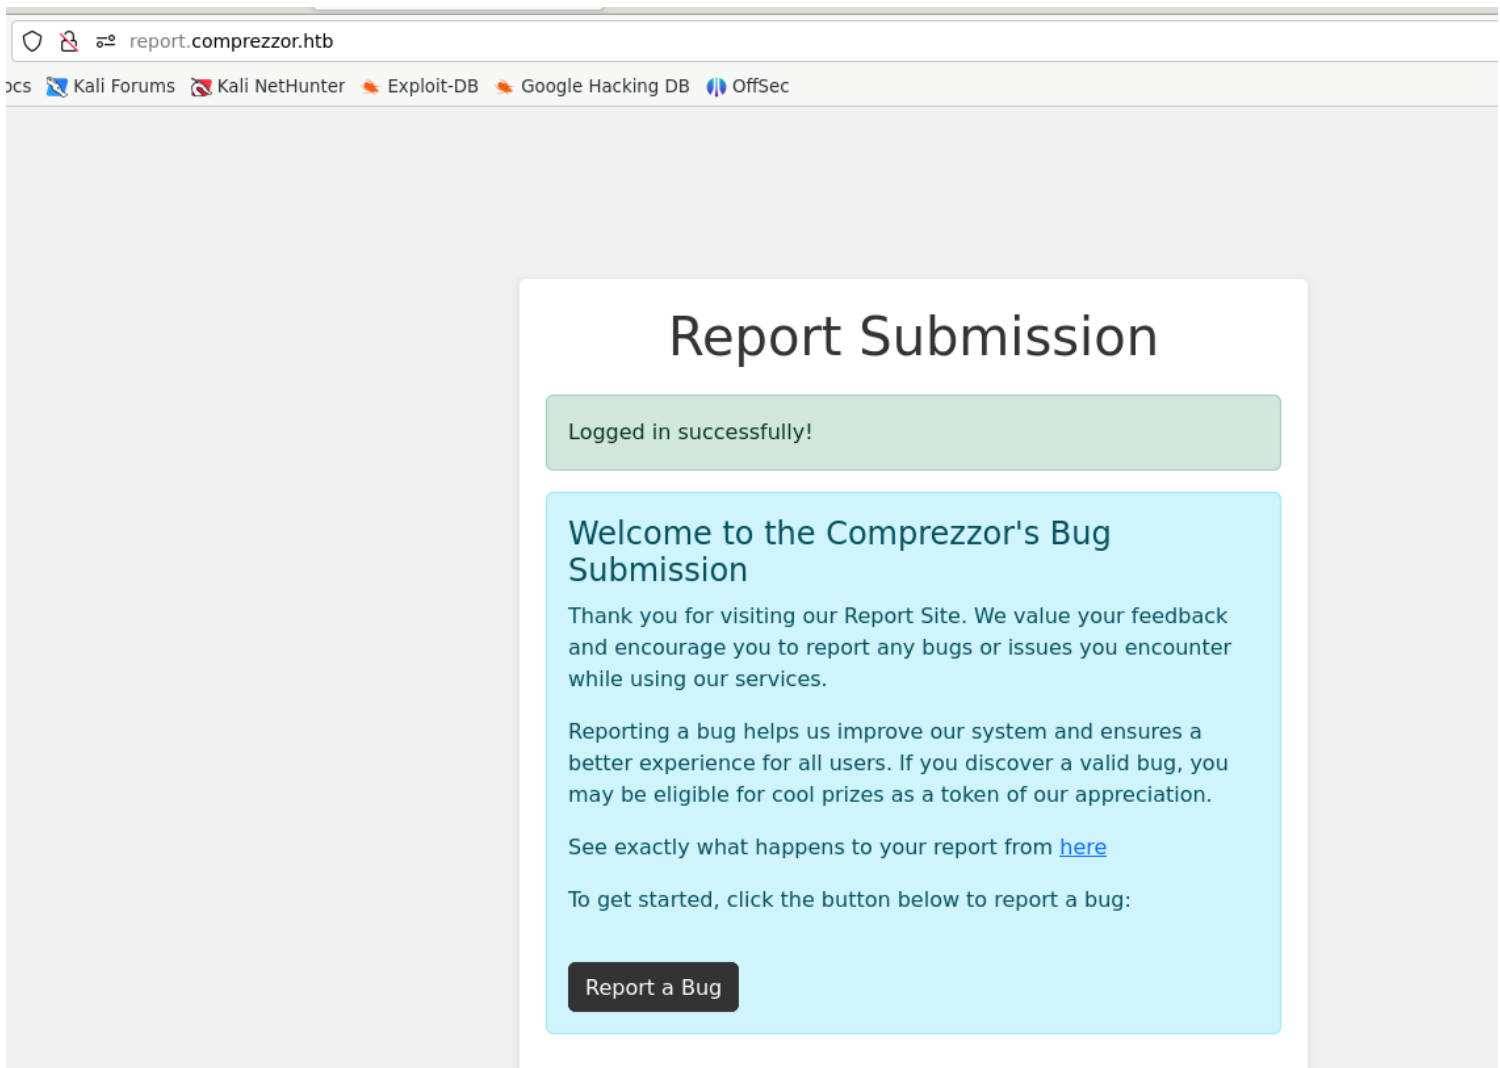 report.comprezzor.htb
ocs Kali Forums Kali NetHunter Exploit-DB Google Hacking DB OffSec
Report Submission
Logged in successfully!
Welcome to the Comprezzor's Bug
Submission
Thank you for visiting our Report Site. We value your feedback
and encourage you to report any bugs or issues you encounter
while using our services.
Reporting a bug helps us improve our system and ensures a
better experience for all users. If you discover a valid bug, you
may be eligible for cool prizes as a token of our appreciation.
See exactly what happens to your report from here
To get started, click the button below to report a bug:
Report a Bug